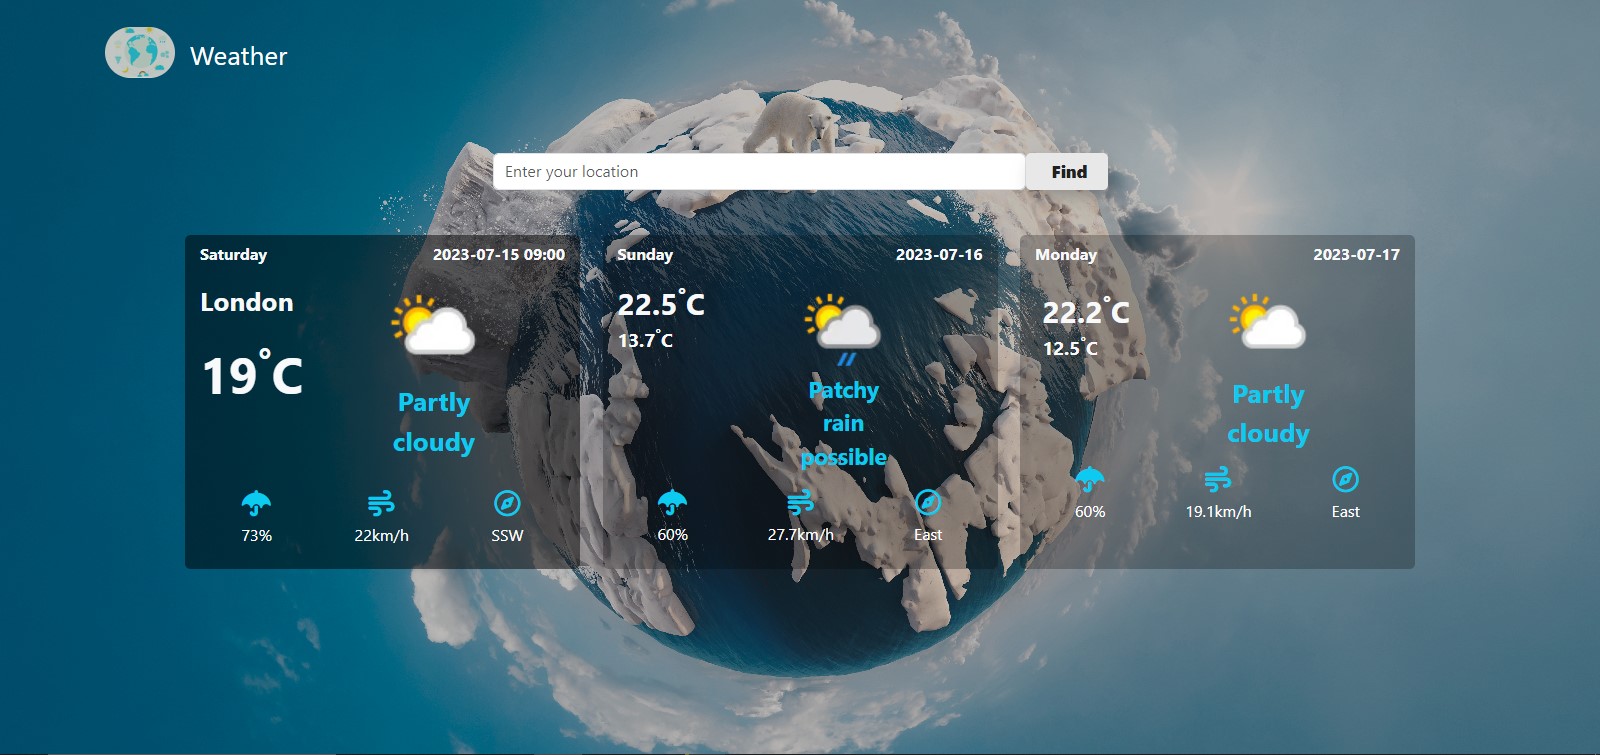 Weather
Enter your location
Find
Saturday 2023-07-15 09:00
London
19°C
Partly
cloudy
73% 22km/h SSW
Sunday 2023-07-16
22.5°C
13.7°C
Patchy
rain
possible
60% 27.7km/h East
Monday 2023-07-17
22.2°C
12.5°C
Partly
cloudy
60% 19.1km/h East